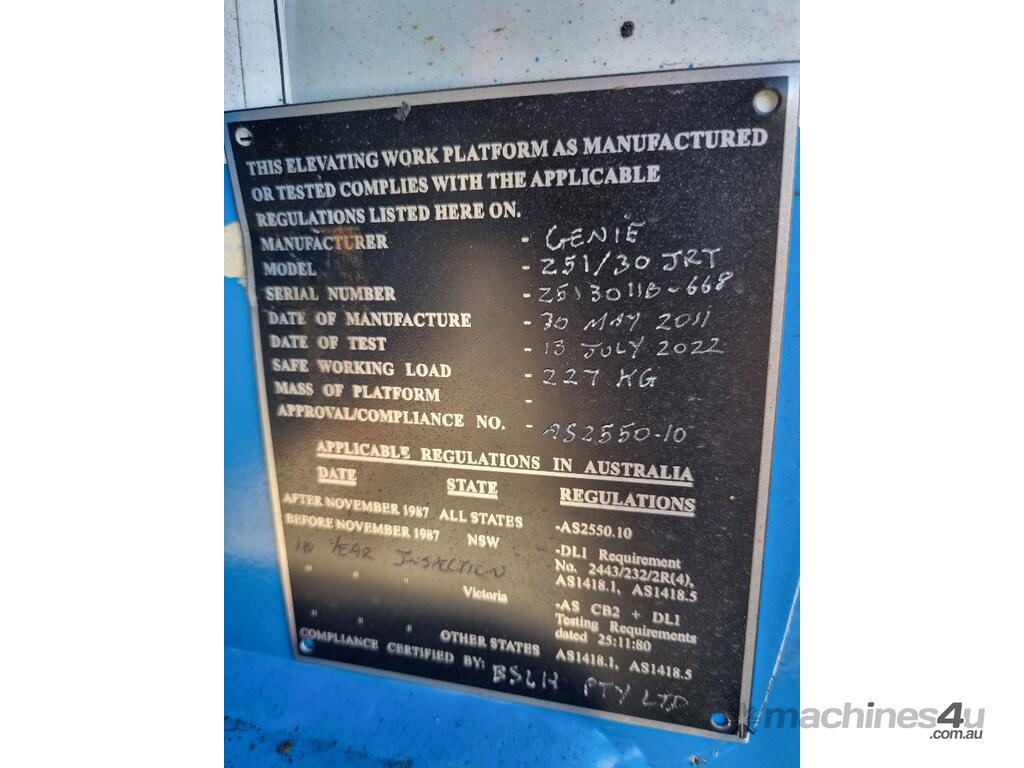 THIS ELEVATING WORK PLATFORM AS MANUFACTURED
OR TESTED COMPLIES WITH THE APPLICABLE
REGULATIONS LISTED HERE ON.
MANUFACTURER - GENIE
MODEL - 251/30 JRT
SERIAL NUMBER - 2513011B-668
DATE OF MANUFACTURE - 30 MAY 2011
DATE OF TEST - 13 JULY 2022
SAFE WORKING LOAD - 227 KG
MASS OF PLATFORM -
APPROVAL/COMPLIANCE NO. - AS2550-10
APPLICABLE REGULATIONS IN AUSTRALIA
DATE STATE REGULATIONS
AFTER NOVEMBER 1987 ALL STATES -AS2550.10
BEFORE NOVEMBER 1987 NSW -DL1 Requirement
No. 2443/232/2R(4),
AS1418.1, AS1418.5
10 YEAR INSPECTION
" " " Victoria -AS CB2 + DL1
Testing Requirements
dated 25:11:80
" " " OTHER STATES AS1418.1, AS1418.5
COMPLIANCE CERTIFIED BY: BSLH PTY LTD
machines4u
.com.au